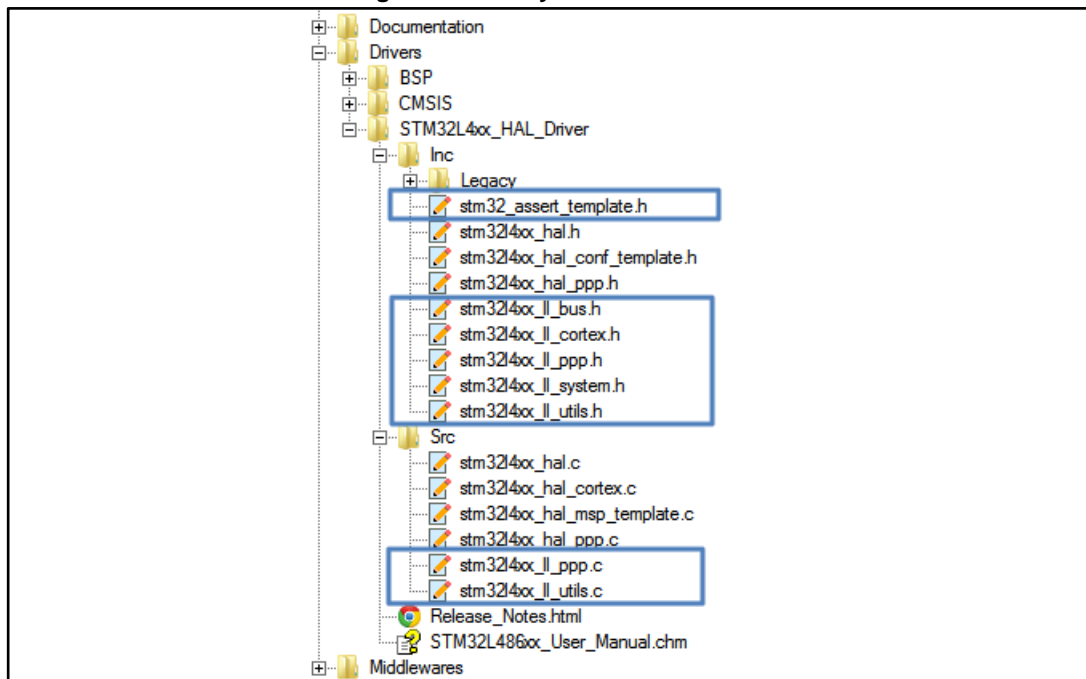 Documentation
Drivers
BSP
CMSIS
STM32L4xx_HAL_Driver
Inc
Legacy
stm32_assert_template.h
stm32l4xx_hal.h
stm32l4xx_hal_conf_template.h
stm32l4xx_hal_ppp.h
stm32l4xx_ll_bus.h
stm32l4xx_ll_cortex.h
stm32l4xx_ll_ppp.h
stm32l4xx_ll_system.h
stm32l4xx_ll_utils.h
Src
stm32l4xx_hal.c
stm32l4xx_hal_cortex.c
stm32l4xx_hal_msp_template.c
stm32l4xx_hal_ppp.c
stm32l4xx_ll_ppp.c
stm32l4xx_ll_utils.c
Release_Notes.html
STM32L486xx_User_Manual.chm
Middlewares